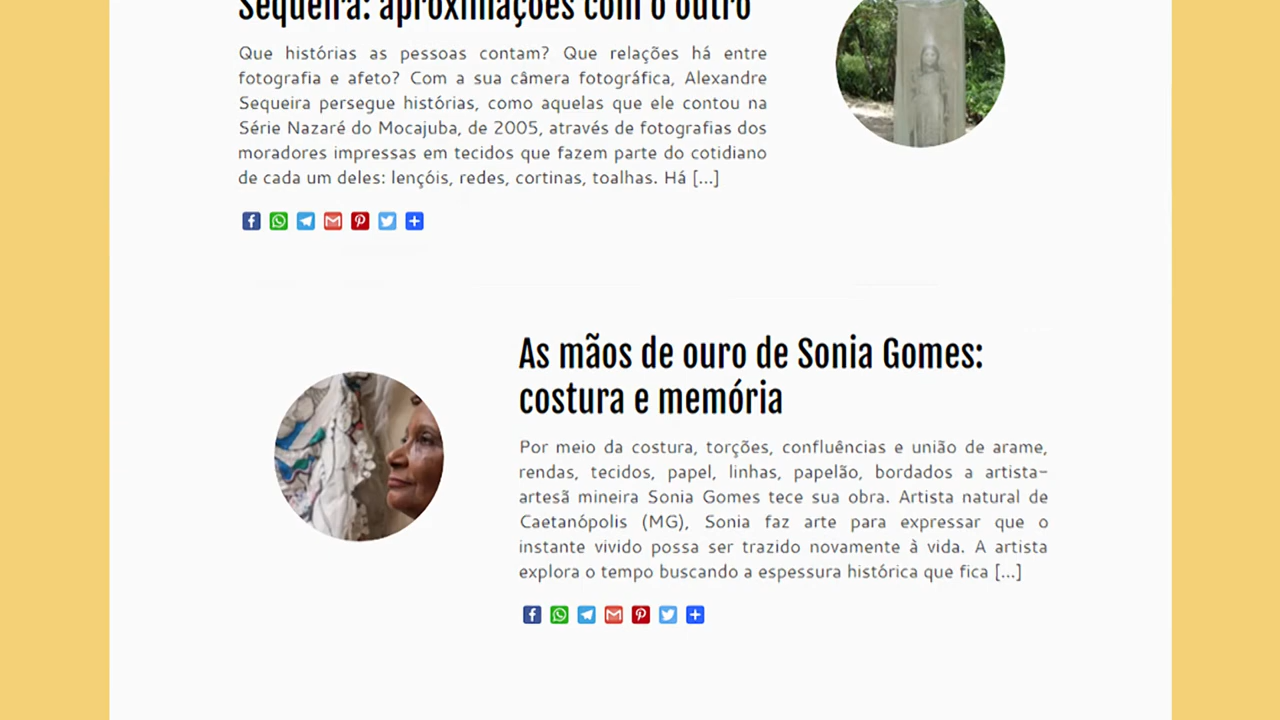 Sequeira: aproximações com o outro
Que histórias as pessoas contam? Que relações há entre
fotografia e afeto? Com a sua câmera fotográfica, Alexandre
Sequeira persegue histórias, como aquelas que ele contou na
Série Nazaré do Mocajuba, de 2005, através de fotografias dos
moradores impressas em tecidos que fazem parte do cotidiano
de cada um deles: lençóis, redes, cortinas, toalhas. Há [...]
As mãos de ouro de Sonia Gomes:
costura e memória
Por meio da costura, torções, confluências e união de arame,
rendas, tecidos, papel, linhas, papelão, bordados a artista-
artesã mineira Sonia Gomes tece sua obra. Artista natural de
Caetanópolis (MG), Sonia faz arte para expressar que o
instante vivido possa ser trazido novamente à vida. A artista
explora o tempo buscando a espessura histórica que fica [...]